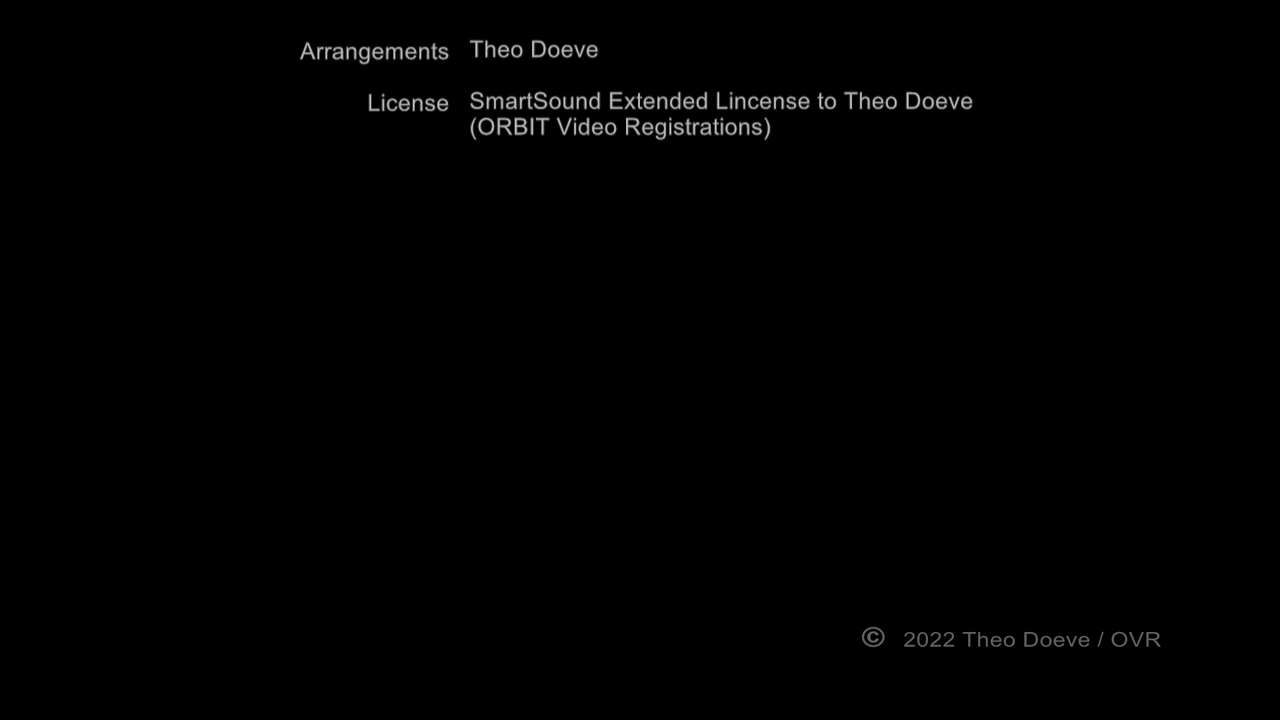 Arrangements Theo Doeve
License SmartSound Extended Lincense to Theo Doeve
(ORBIT Video Registrations)
© 2022 Theo Doeve / OVR